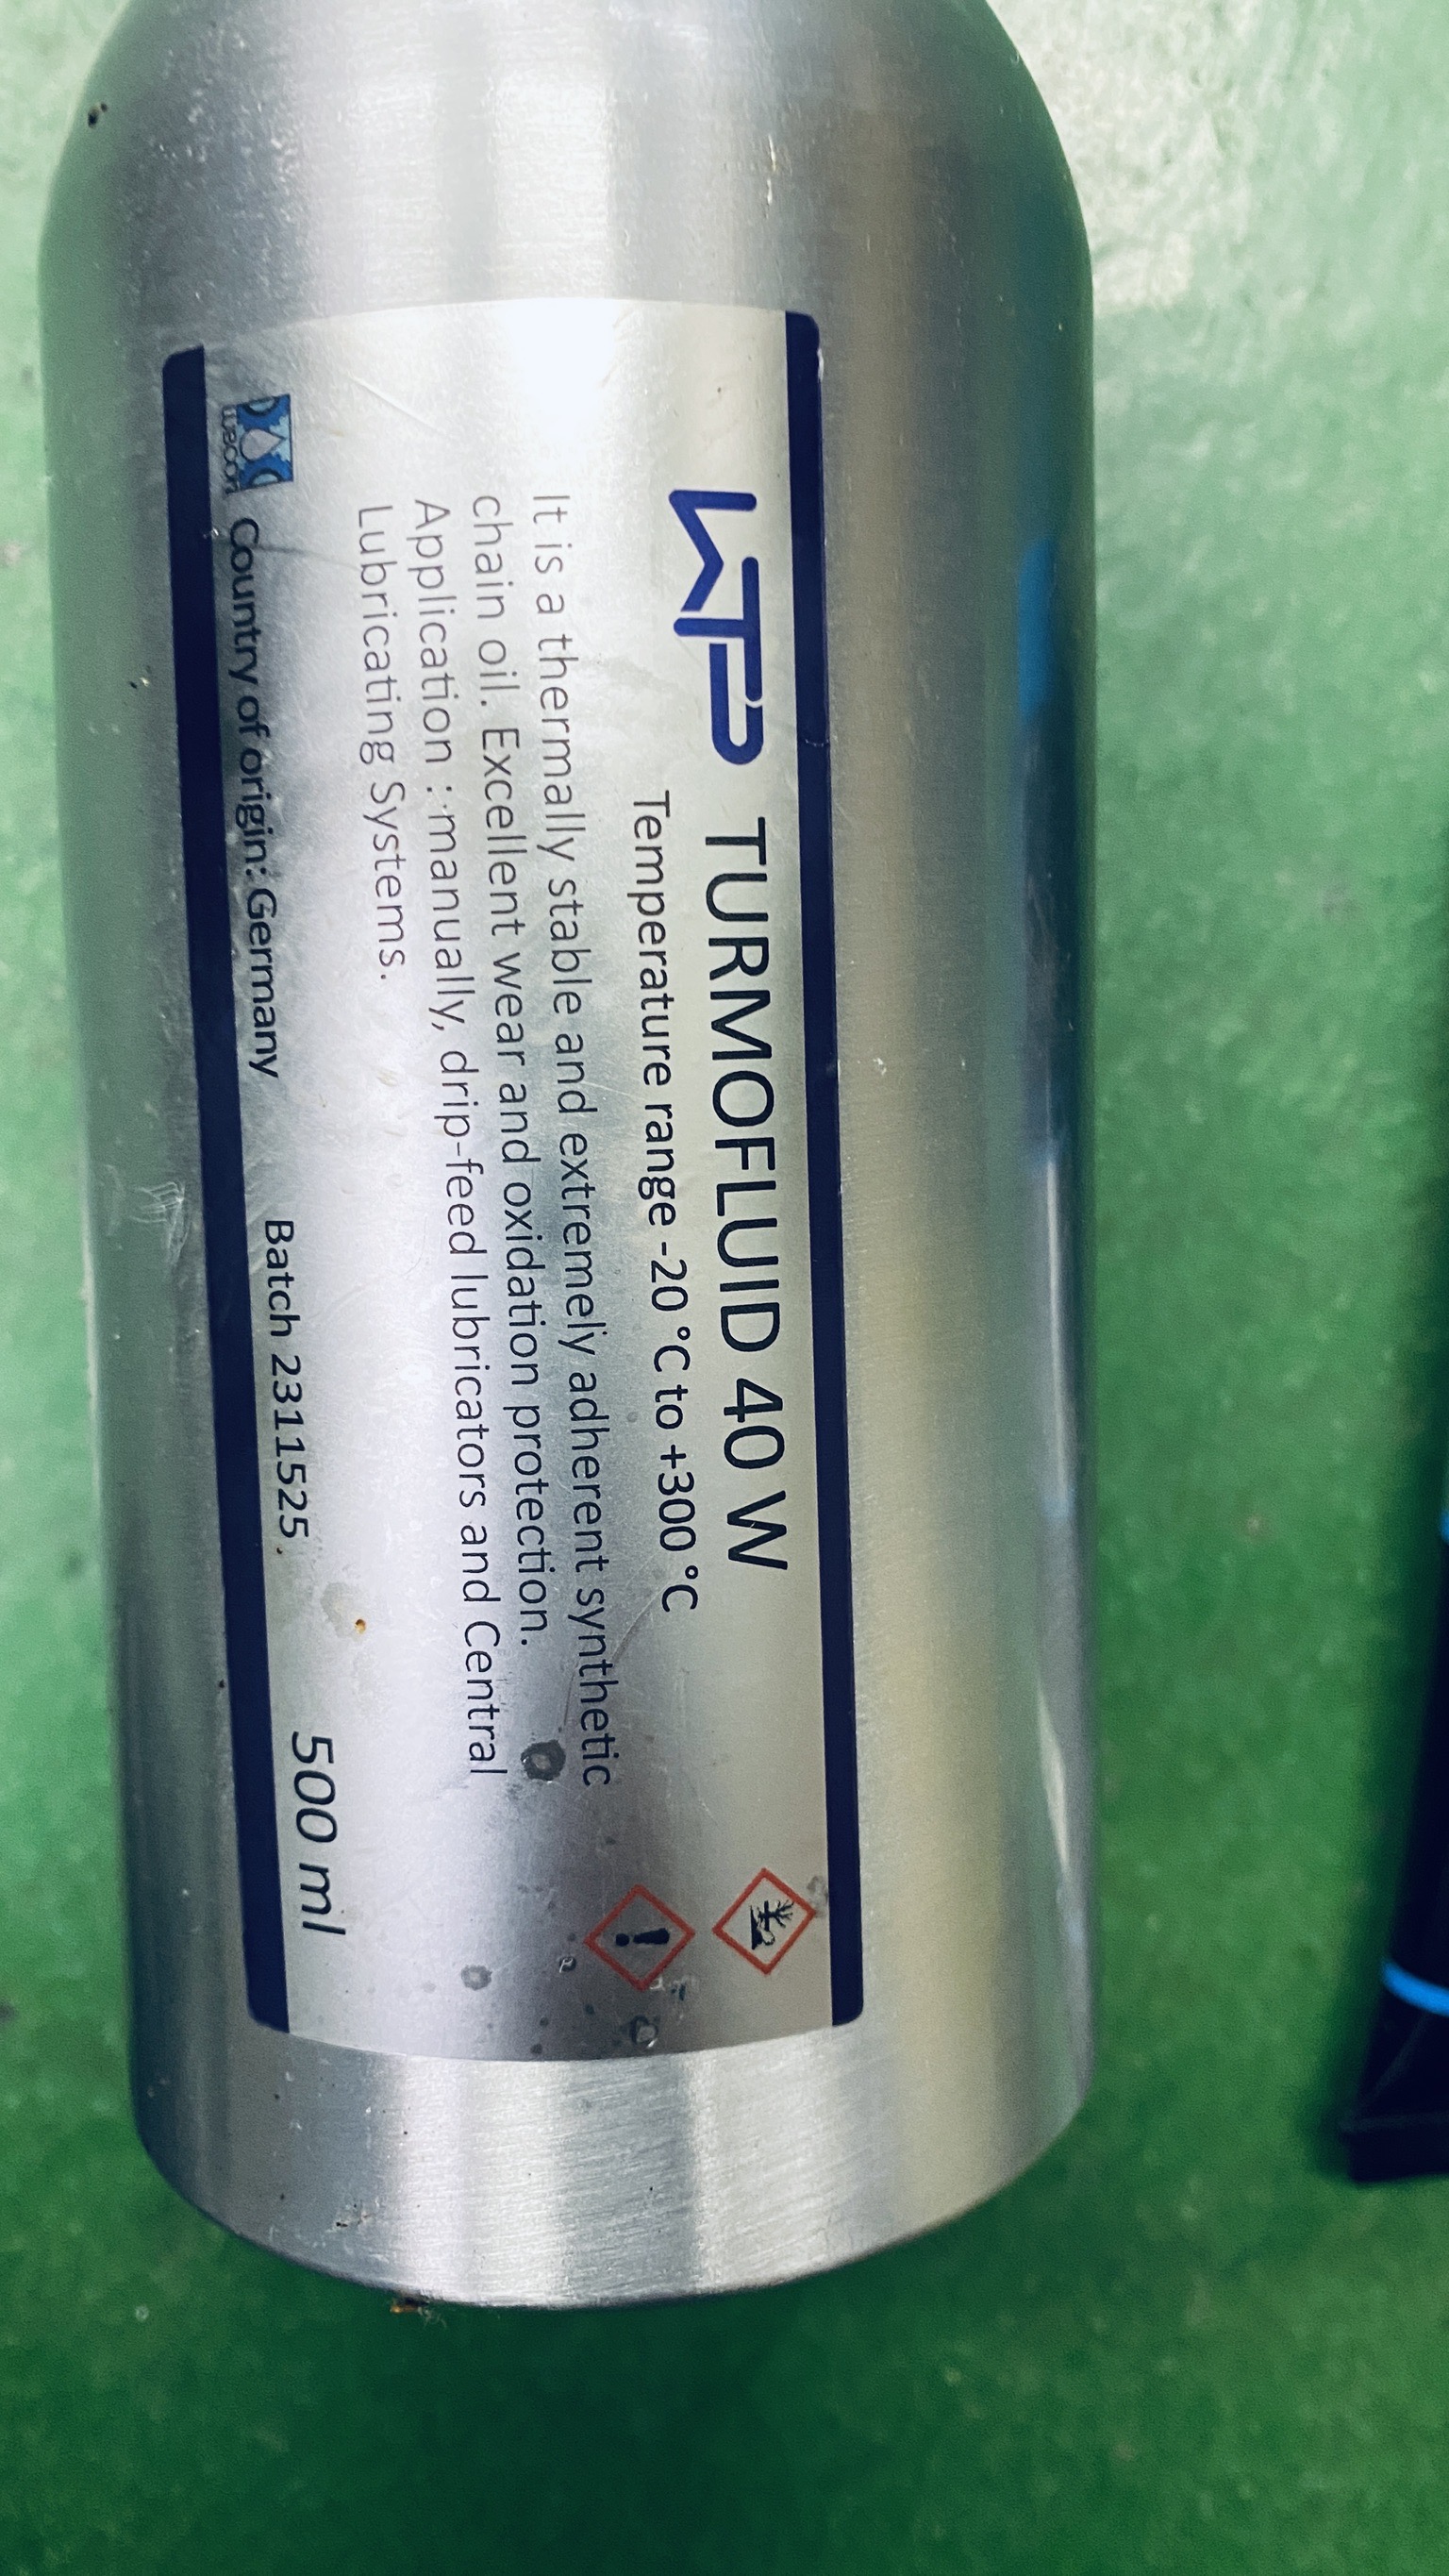 LTP TURMOFLUID 40 W
Temperature range -20 °C to +300 °C
It is a thermally stable and extremely adherent synthetic
chain oil. Excellent wear and oxidation protection.
Application : manually, drip-feed lubricators and Central
Lubricating Systems.
lubcon Country of origin: Germany Batch 2311525 500 ml